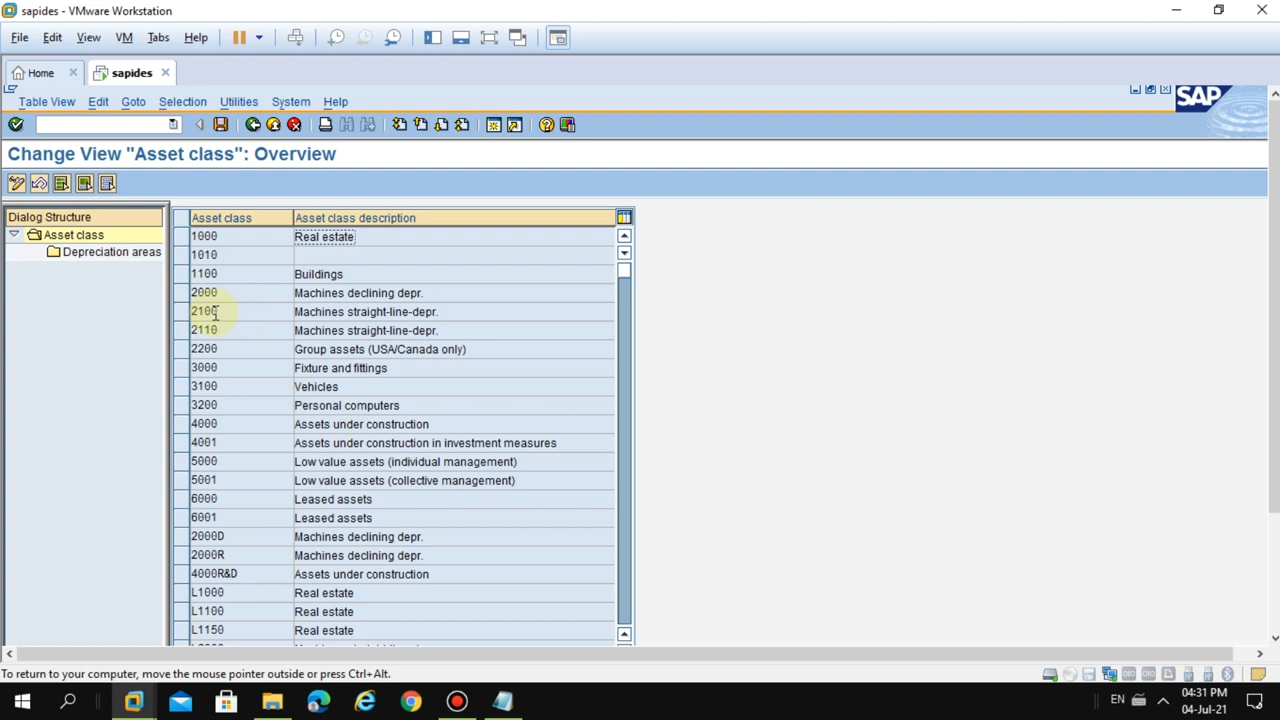 sapides - VMware Workstation
File Edit View VM Tabs Help
Home sapides
Table View Edit Goto Selection Utilities System Help
SAP
Change View "Asset class": Overview
Dialog Structure
Asset class
Depreciation areas
Asset class Asset class description
1000 Real estate
1010
1100 Buildings
2000 Machines declining depr.
2100 Machines straight-line-depr.
2110 Machines straight-line-depr.
2200 Group assets (USA/Canada only)
3000 Fixture and fittings
3100 Vehicles
3200 Personal computers
4000 Assets under construction
4001 Assets under construction in investment measures
5000 Low value assets (individual management)
5001 Low value assets (collective management)
6000 Leased assets
6001 Leased assets
2000D Machines declining depr.
2000R Machines declining depr.
4000R&D Assets under construction
L1000 Real estate
L1100 Real estate
L1150 Real estate
To return to your computer, move the mouse pointer outside or press Ctrl+Alt.
EN 04:31 PM
04-Jul-21